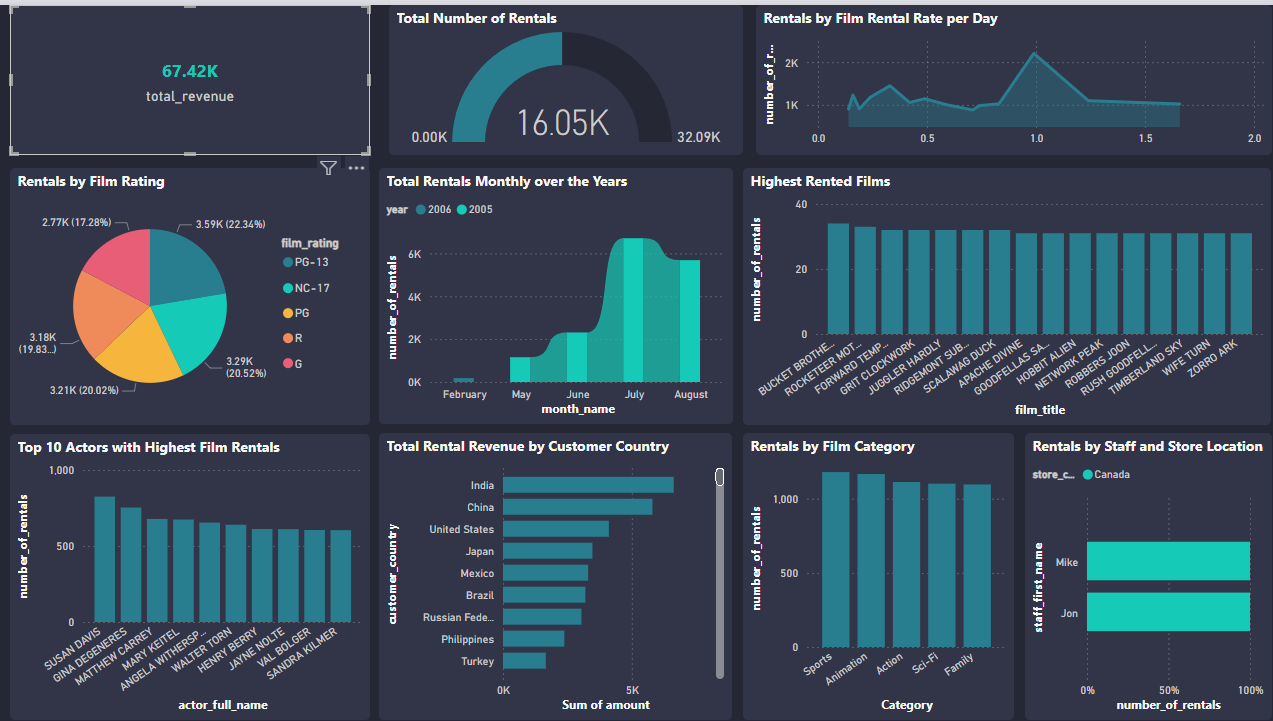 67.42K
total_revenue
Total Number of Rentals
16.05K
0.00K
32.09K
Rentals by Film Rental Rate per Day
number_of_r...
2K
1K
0.0
0.5
1.0
1.5
2.0
Rentals by Film Rating
2.77K (17.28%)
3.59K (22.34%)
3.18K
(19.83...)
3.29K
(20.52%)
3.21K (20.02%)
film_rating
PG-13
NC-17
PG
R
G
Total Rentals Monthly over the Years
year 2006 2005
number_of_rentals
6K
4K
2K
0K
February
May
June
July
August
month_name
Highest Rented Films
number_of_rentals
40
20
0
BUCKET BROTHE...
ROCKETEER MOT...
FORWARD TEMP...
GRIT CLOCKWORK
JUGGLER HARDLY
RIDGEMONT SUB...
SCALAWAG DUCK
APACHE DIVINE
GOODFELLAS SA...
HOBBIT ALIEN
NETWORK PEAK
ROBBERS JOON
RUSH GOODFELL...
TIMBERLAND SKY
WIFE TURN
ZORRO ARK
film_title
Top 10 Actors with Highest Film Rentals
number_of_rentals
1,000
500
0
SUSAN DAVIS
GINA DEGENERES
MATTHEW CARREY
MARY KEITEL
ANGELA WITHERSP...
WALTER TORN
HENRY BERRY
JAYNE NOLTE
VAL BOLGER
SANDRA KILMER
actor_full_name
Total Rental Revenue by Customer Country
customer_country
India
China
United States
Japan
Mexico
Brazil
Russian Fede...
Philippines
Turkey
0K
5K
Sum of amount
Rentals by Film Category
number_of_rentals
1,000
500
0
Sports
Animation
Action
Sci-Fi
Family
Category
Rentals by Staff and Store Location
store_c... Canada
staff_first_name
Mike
Jon
0%
50%
100%
number_of_rentals